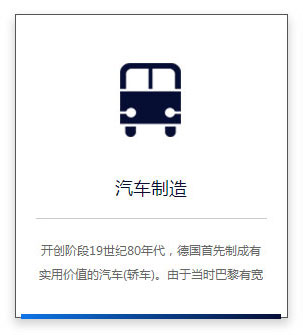 汽车制造
开创阶段19世纪80年代，德国首先制成有
实用价值的汽车(轿车)。由于当时巴黎有宽